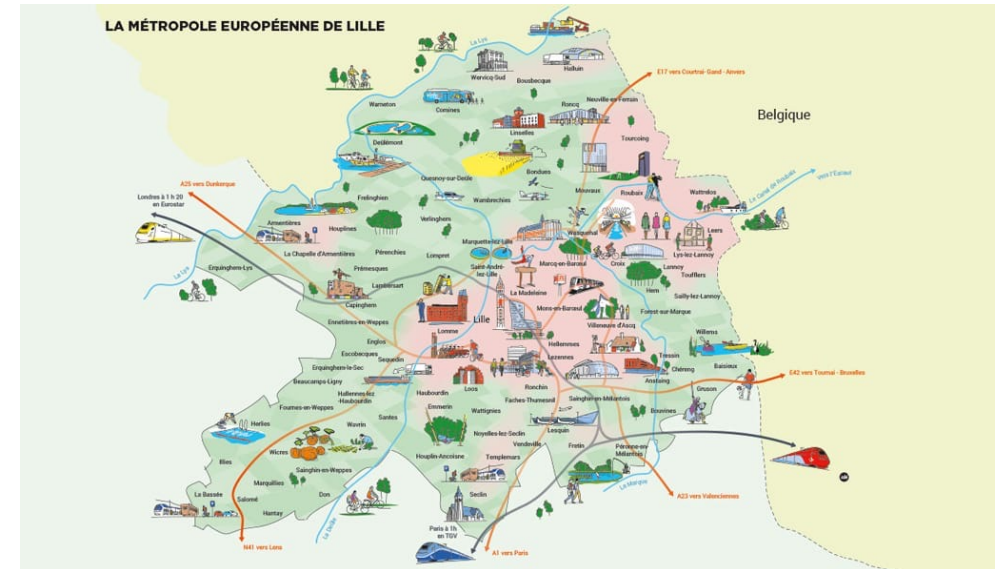 LA MÉTROPOLE EUROPÉENNE DE LILLE
La Lys
Halluin
Wervicq-Sud
Bousbecque
E17 vers Courtrai-Gand-Anvers
Warneton
Comines
Roncq
Neuville-en-Ferrain
Belgique
Linselles
Tourcoing
Deûlémont
Quesnoy-sur-Deûle
Bondues
A25 vers Dunkerque
Mouvaux
Roubaix
Wattrelos
Le Canal de Roubaix
vers l'Escaut
Londres à 1 h 20
en Eurostar
Frelinghien
Wambrechies
Verlinghem
Armentières
Houplines
Wasquehal
Leers
La Chapelle d'Armentières
Pérenchies
Lompret
Marquette-lez-Lille
Croix
Lys-lez-Lannoy
La Lys
Erquinghem-Lys
Prémesques
Saint-André
-lez-Lille
Marcq-en-Barœul
Lannoy
Toufflers
Lambersart
La Madeleine
Hem
Sailly-lez-Lannoy
Capinghem
Mons-en-Barœul
Forest-sur-Marque
Ennetières-en-Weppes
Lomme
Lille
Villeneuve d'Ascq
Willems
Englos
Hellemmes
Escobecques
Sequedin
Lezennes
Tressin
Erquinghem-le-Sec
Chéreng
Baisieux
E42 vers Tournai - Bruxelles
Beaucamps-Ligny
Loos
Ronchin
Anstaing
Gruson
Hallennes-lez
-Haubourdin
Haubourdin
Faches-Thumesnil
Sainghin-en-Mélantois
Fournes-en-Weppes
Emmerin
Wattignies
Bouvines
Herlies
Wavrin
Santes
Noyelles-lez-Seclin
Lesquin
Vendeville
Fretin
Péronne-en-
Mélantois
Illies
Wicres
Houplin-Ancoisne
Templemars
Sainghin-en-Weppes
Marquillies
La Marque
La Bassée
Salomé
Don
Seclin
A23 vers Valenciennes
Hantay
La Deûle
Paris à 1h
en TGV
N41 vers Lens
A1 vers Paris